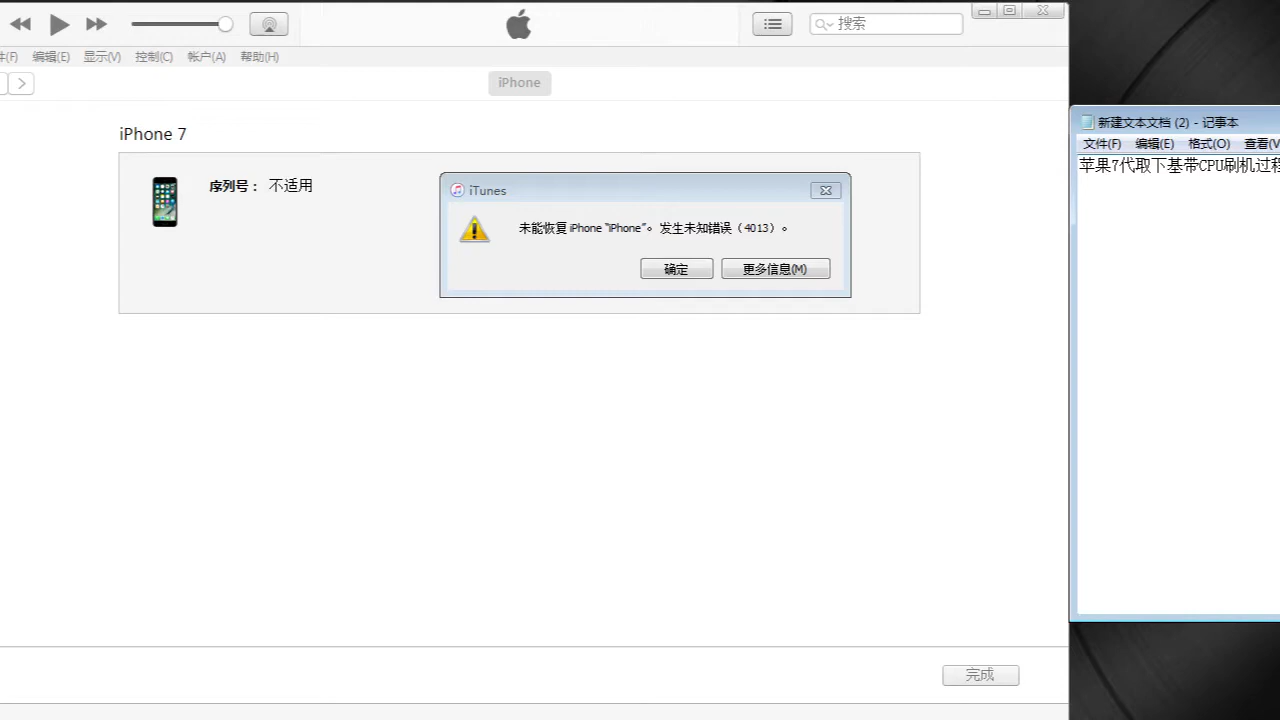 搜索
件(F) 编辑(E) 显示(V) 控制(C) 帐户(A) 帮助(H)
iPhone
iPhone 7
序列号： 不适用
iTunes
未能恢复 iPhone “iPhone”。发生未知错误（4013）。
确定 更多信息(M)
完成
新建文本文档 (2) - 记事本
文件(F) 编辑(E) 格式(O) 查看(V
苹果7代取下基带CPU刷机过程